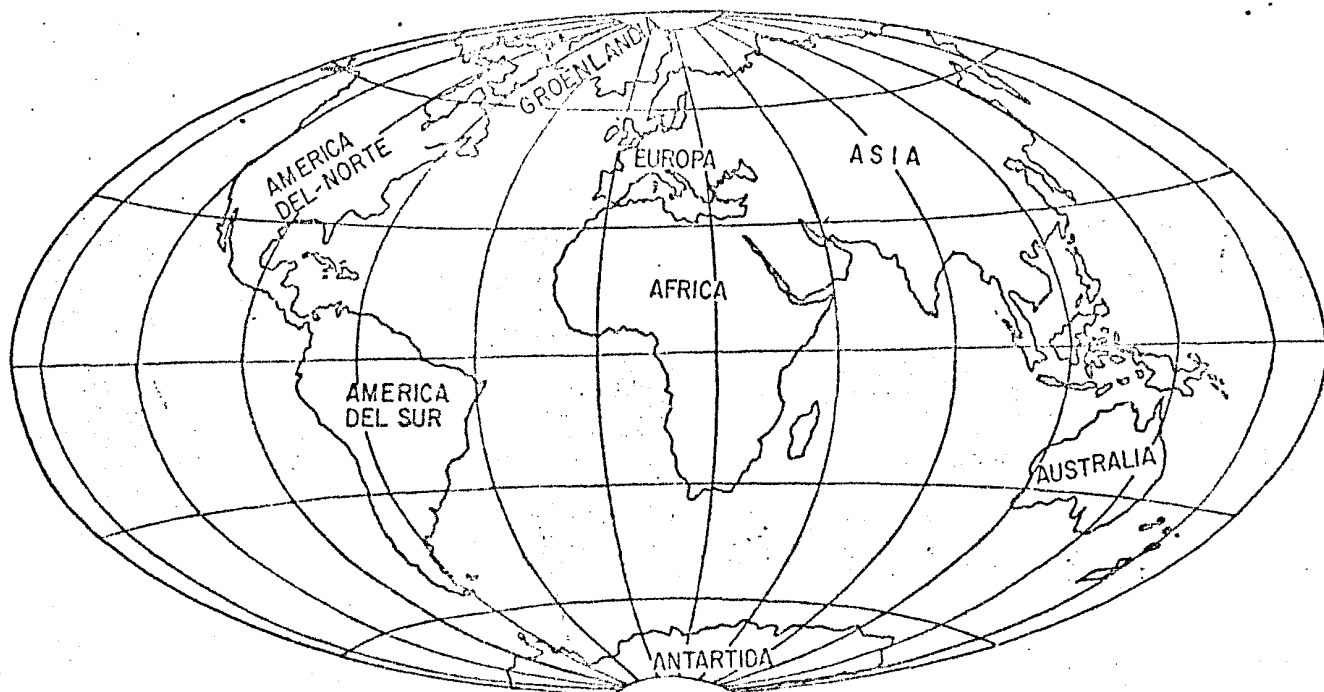 GROENLANDIA
AMERICA
DEL-NORTE
EUROPA
ASIA
AFRICA
AMERICA
DEL SUR
AUSTRALIA
ANTARTIDA